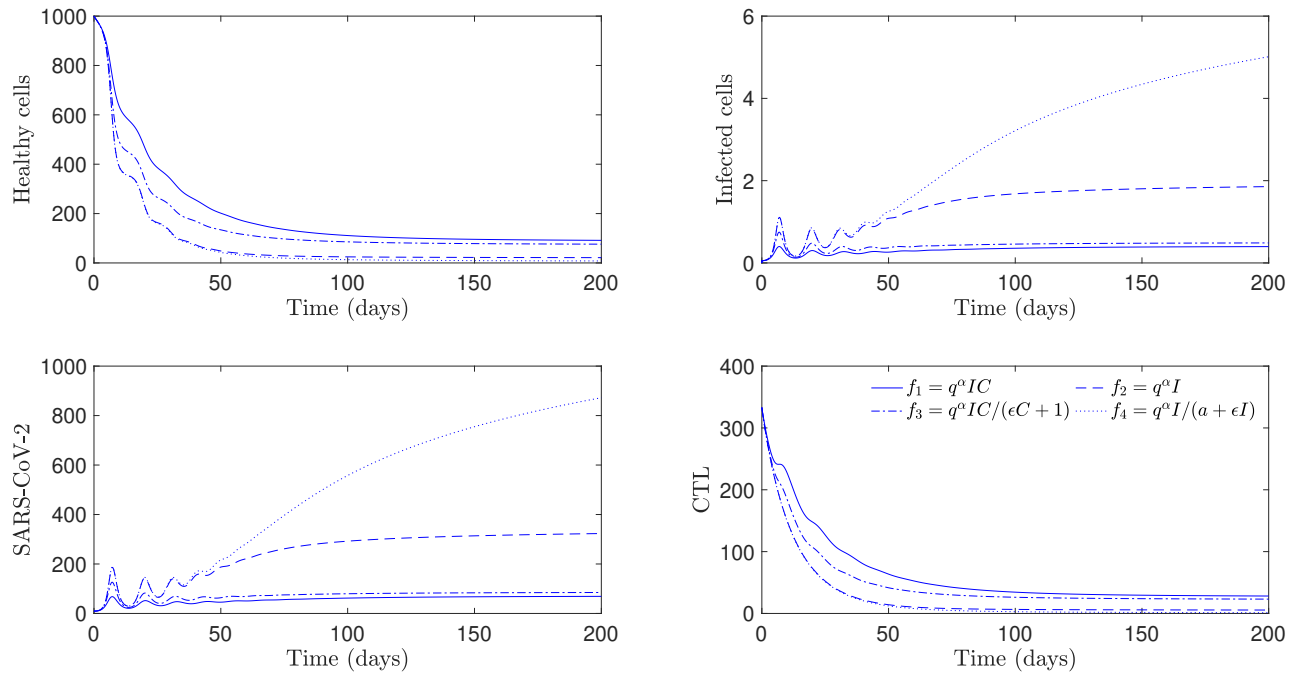 1000
800
600
400
200
0
Healthy cells
0 50 100 150 200
Time (days)
6
4
2
0
Infected cells
0 50 100 150 200
Time (days)
1000
800
600
400
200
0
SARS-CoV-2
0 50 100 150 200
Time (days)
400
300
200
100
0
CTL
f₁ = q^α IC f₂ = q^α I
f₃ = q^α IC/(ϵC + 1) f₄ = q^α I/(a + ϵI)
0 50 100 150 200
Time (days)